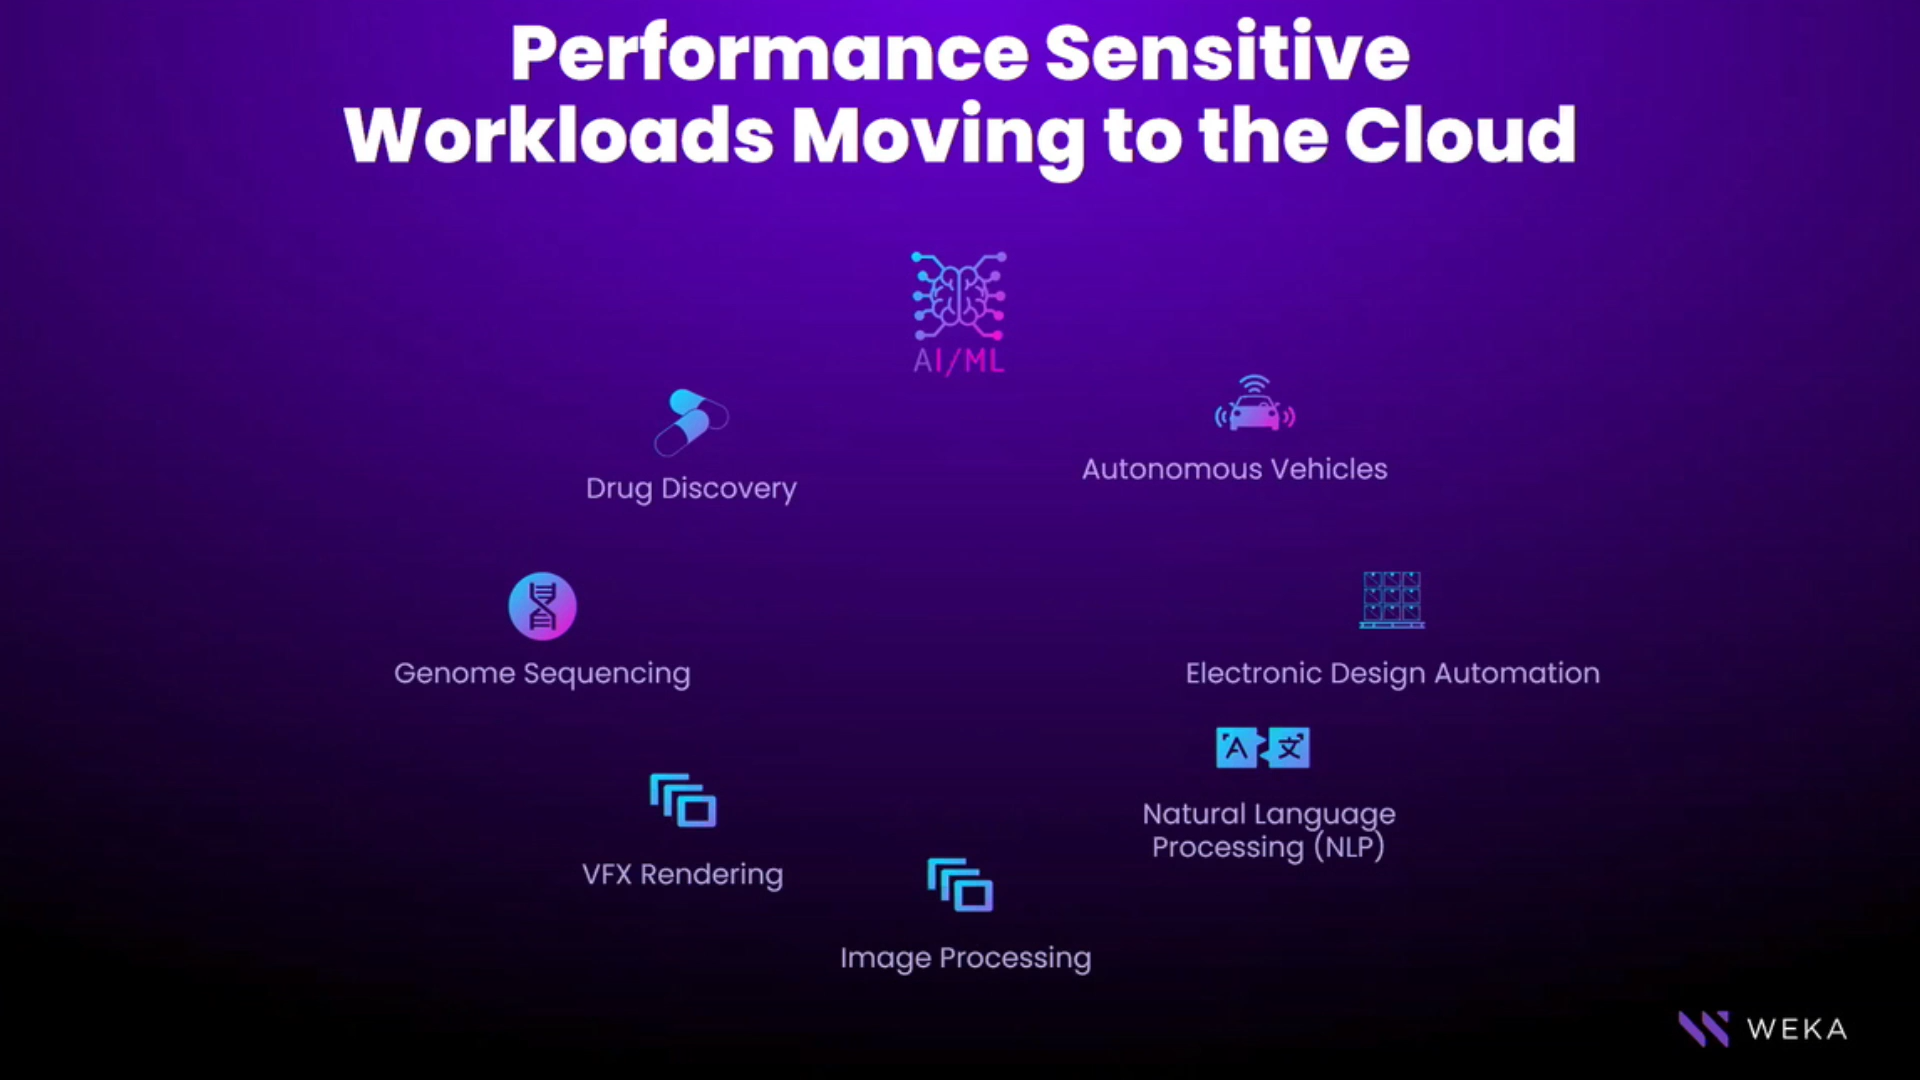 Performance Sensitive
Workloads Moving to the Cloud
AI/ML
Drug Discovery
Autonomous Vehicles
Genome Sequencing
Electronic Design Automation
A 文
Natural Language
Processing (NLP)
VFX Rendering
Image Processing
WEKA